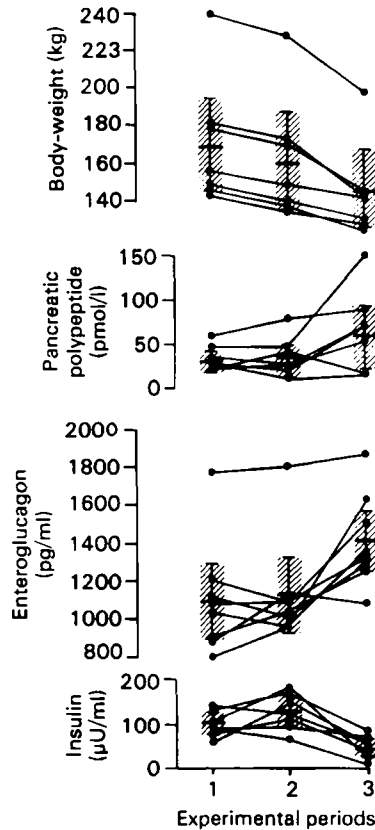 Body-weight (kg)
240
223
200
180
160
140
Pancreatic
polypeptide
(pmol/l)
150
100
50
0
Enteroglucagon
(pg/ml)
2000
1800
1600
1400
1200
1000
800
Insulin
(µU/ml)
200
100
0
1 2 3
Experimental periods